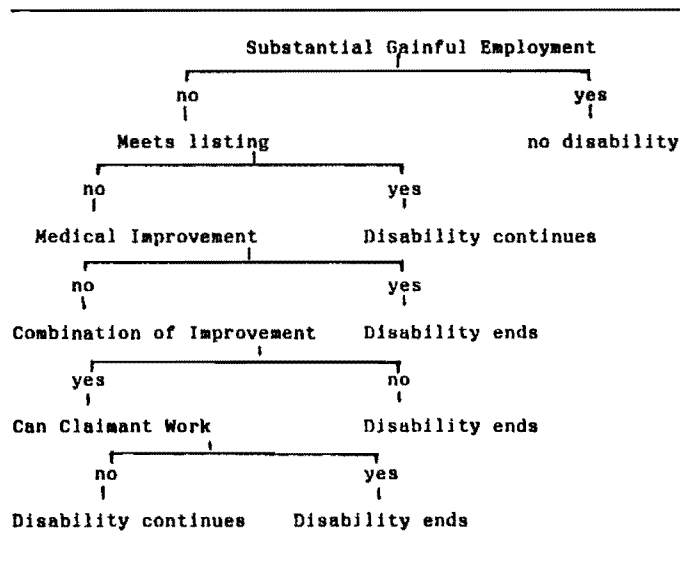 Substantial Gainful Employment
no yes
Meets listing no disability
no yes
Medical Improvement Disability continues
no yes
Combination of Improvement Disability ends
yes no
Can Claimant Work Disability ends
no yes
Disability continues Disability ends